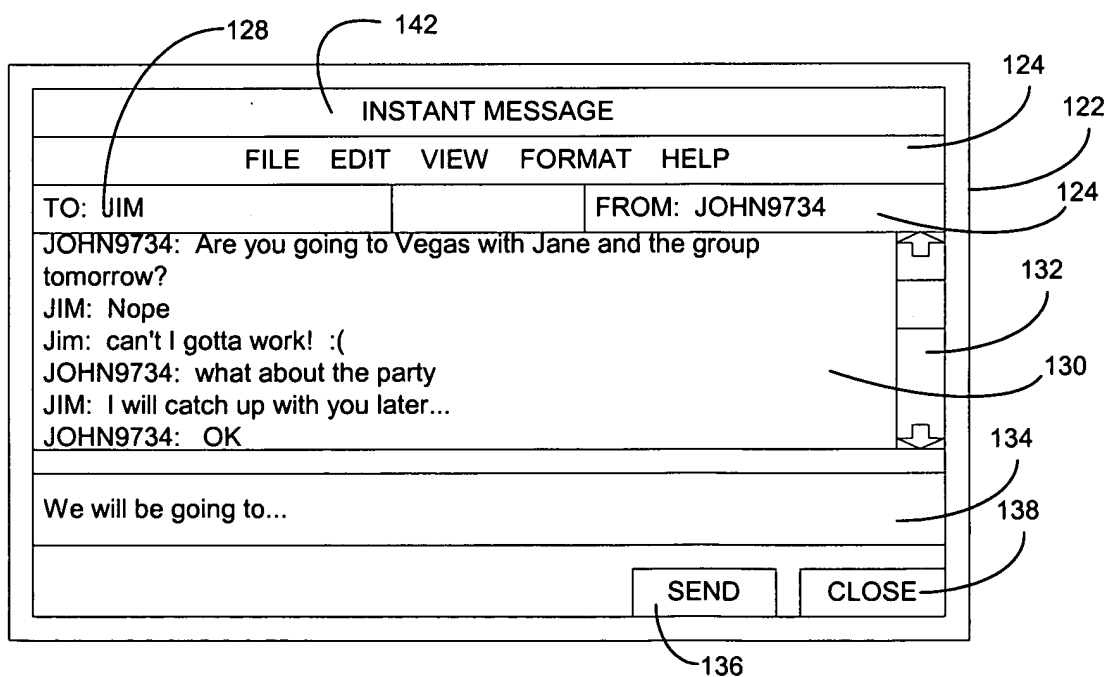 128
142
124
122
INSTANT MESSAGE
FILE EDIT VIEW FORMAT HELP
132
TO: JIM
FROM: JOHN9734
124
JOHN9734: Are you going to Vegas with Jane and the group
tomorrow?
JIM: Nope
Jim: can't I gotta work! :(
JOHN9734: what about the party
JIM: I will catch up with you later...
JOHN9734: OK
130
134
We will be going to...
138
SEND
CLOSE
136